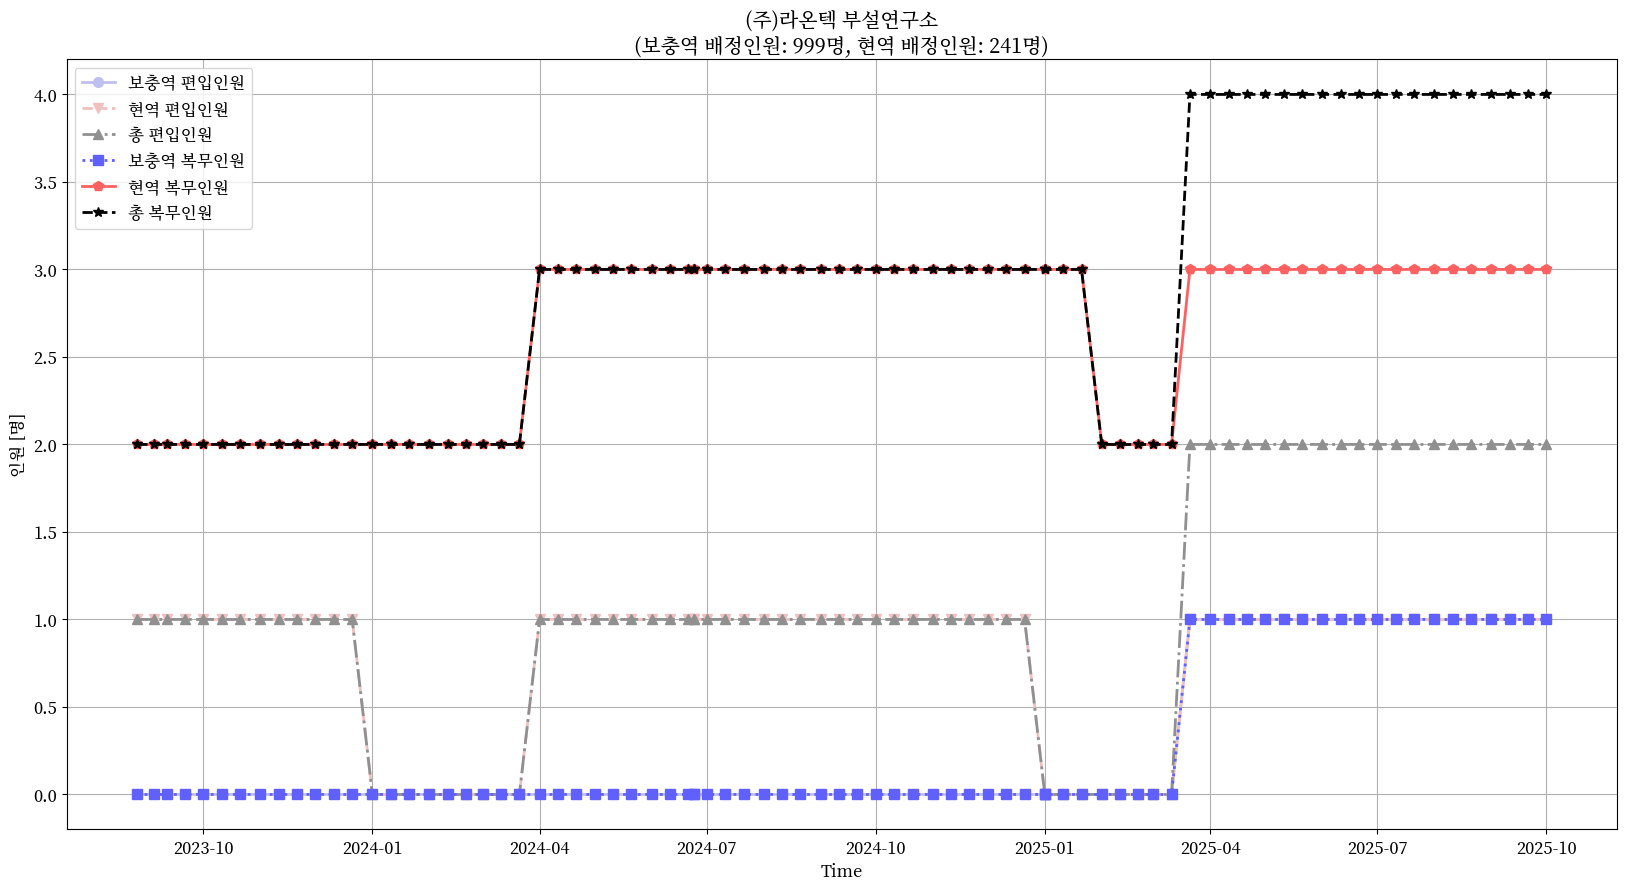 (주)라온텍 부설연구소
(보충역 배정인원: 999명, 현역 배정인원: 241명)
보충역 편입인원
현역 편입인원
총 편입인원
보충역 복무인원
현역 복무인원
총 복무인원
인원 [명]
4.0
3.5
3.0
2.5
2.0
1.5
1.0
0.5
0.0
2023-10 2024-01 2024-04 2024-07 2024-10 2025-01 2025-04 2025-07 2025-10
Time